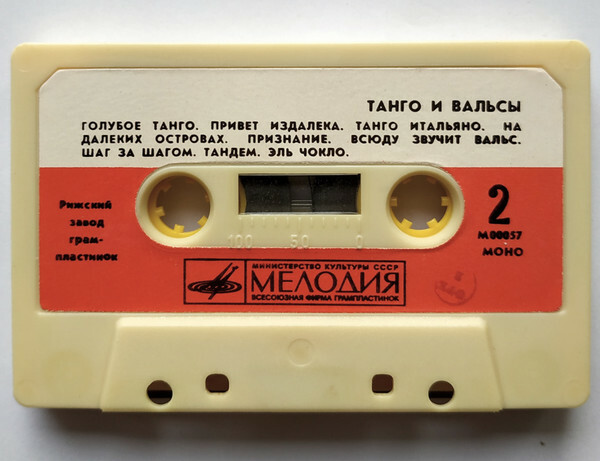 ТАНГО И ВАЛЬСЫ
ГОЛУБОЕ ТАНГО. ПРИВЕТ ИЗДАЛЕКА. ТАНГО ИТАЛЬЯНО. НА
ДАЛЕКИХ ОСТРОВАХ. ПРИЗНАНИЕ. ВСЮДУ ЗВУЧИТ ВАЛЬС.
ШАГ ЗА ШАГОМ. ТАНДЕМ. ЭЛЬ ЧОКЛО.
Рижский
завод
грам-
пластинок
100 50 0
2
М00057
МОНО
МИНИСТЕРСТВО КУЛЬТУРЫ СССР
МЕЛОДИЯ
ВСЕСОЮЗНАЯ ФИРМА ГРАМПЛАСТИНОК